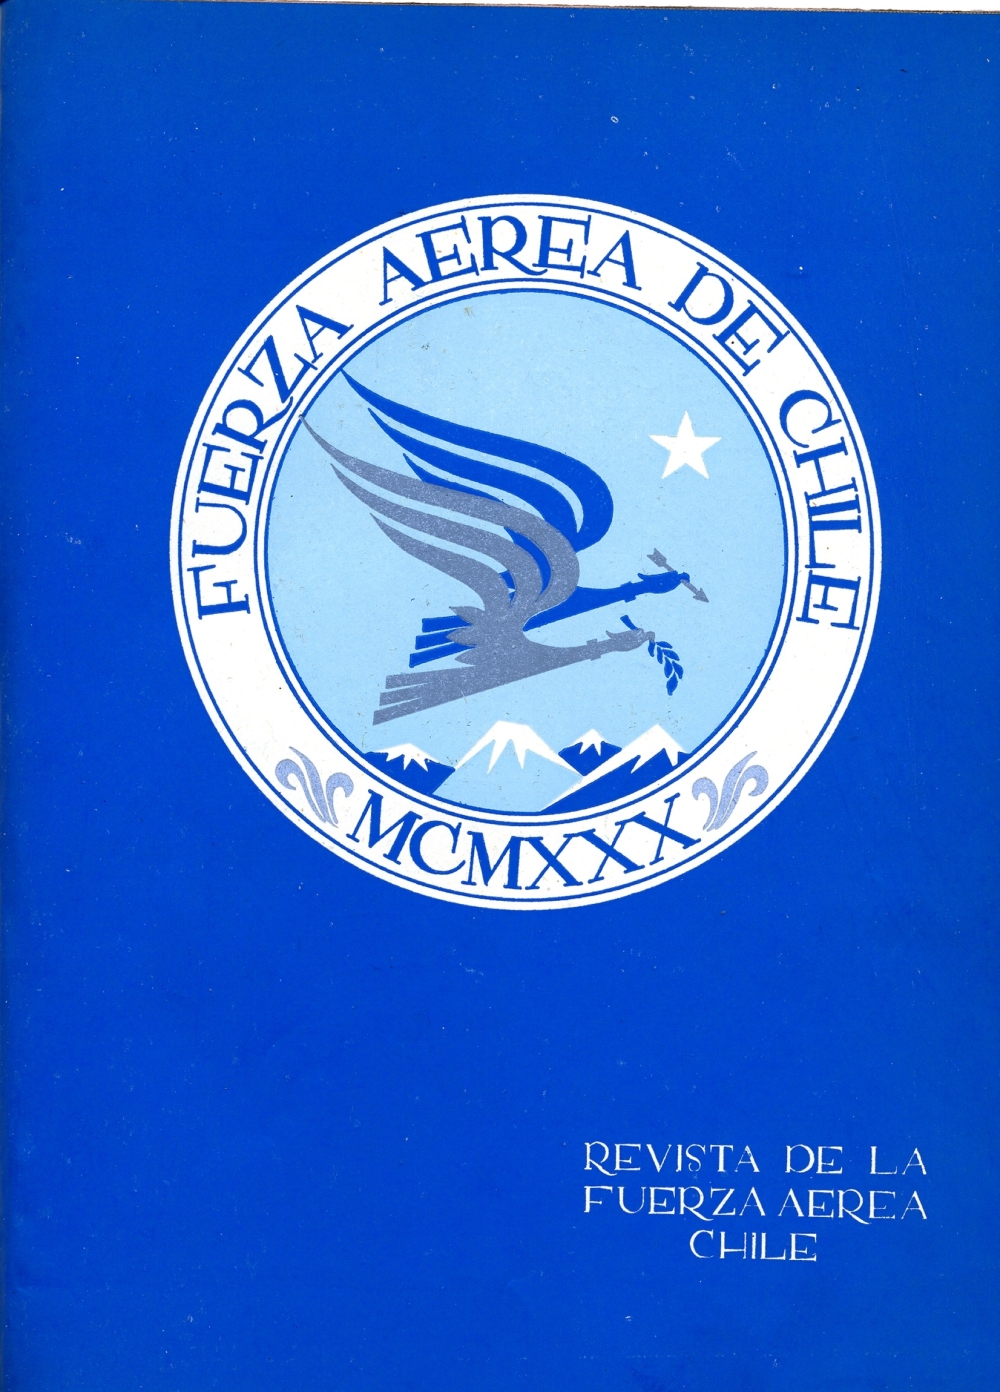 FUERZA AEREA DE CHILE
MCMXXX
REVISTA DE LA
FUERZA AEREA
CHILE